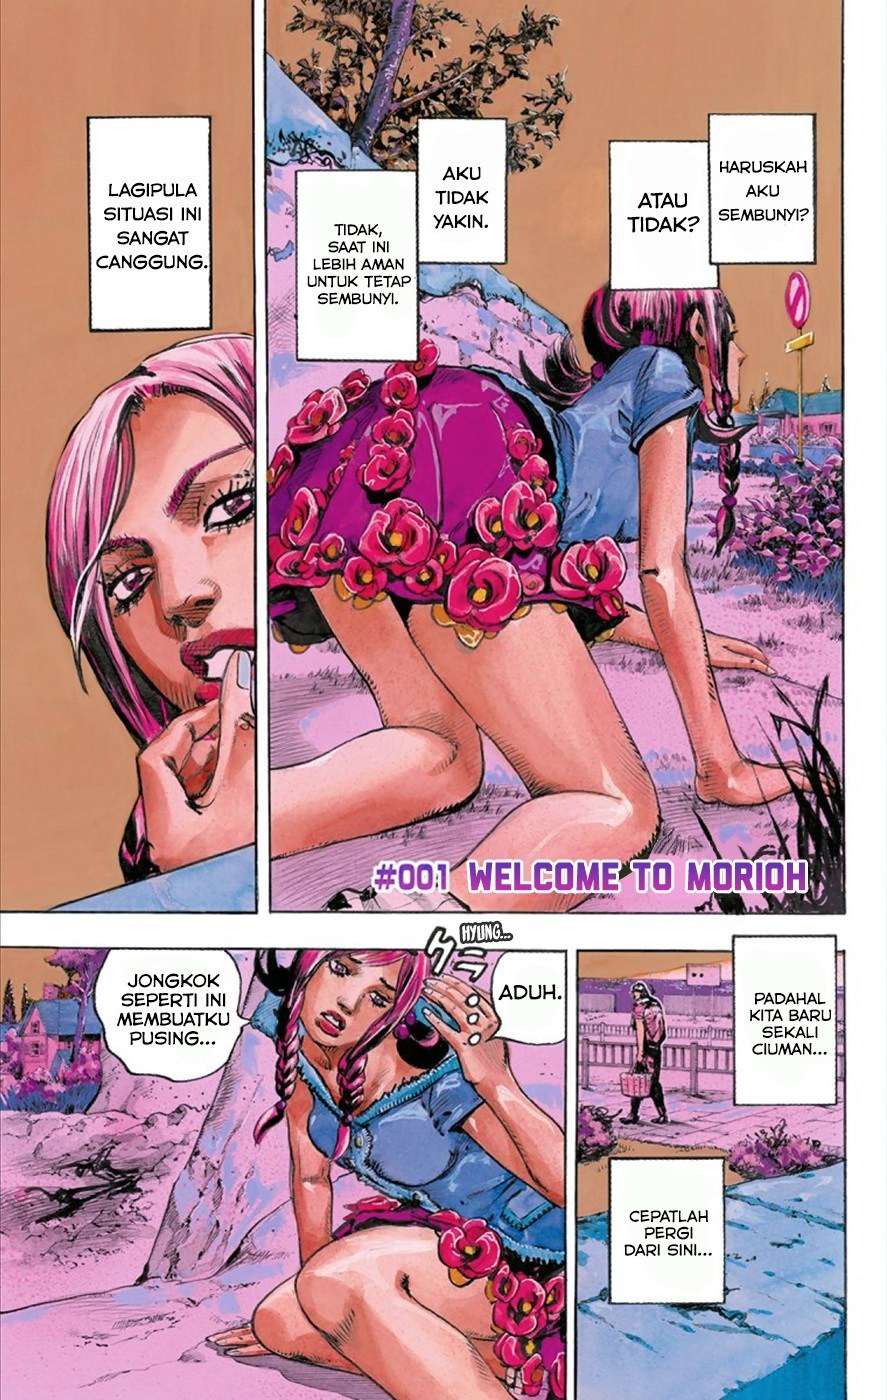 HARUSKAH
AKU
SEMBUNYI?
ATAU
TIDAK?
AKU
TIDAK
YAKIN.
TIDAK,
SAAT INI
LEBIH AMAN
UNTUK TETAP
SEMBUNYI.
LAGIPULA
SITUASI INI
SANGAT
CANGGUNG.
#001 WELCOME TO MORIOH
PADAHAL
KITA BARU
SEKALI
CIUMAN...
CEPATLAH
PERGI
DARI SINI...
HYUNG...
クラ
ADUH.
JONGKOK
SEPERTI INI
MEMBUATKU
PUSING...